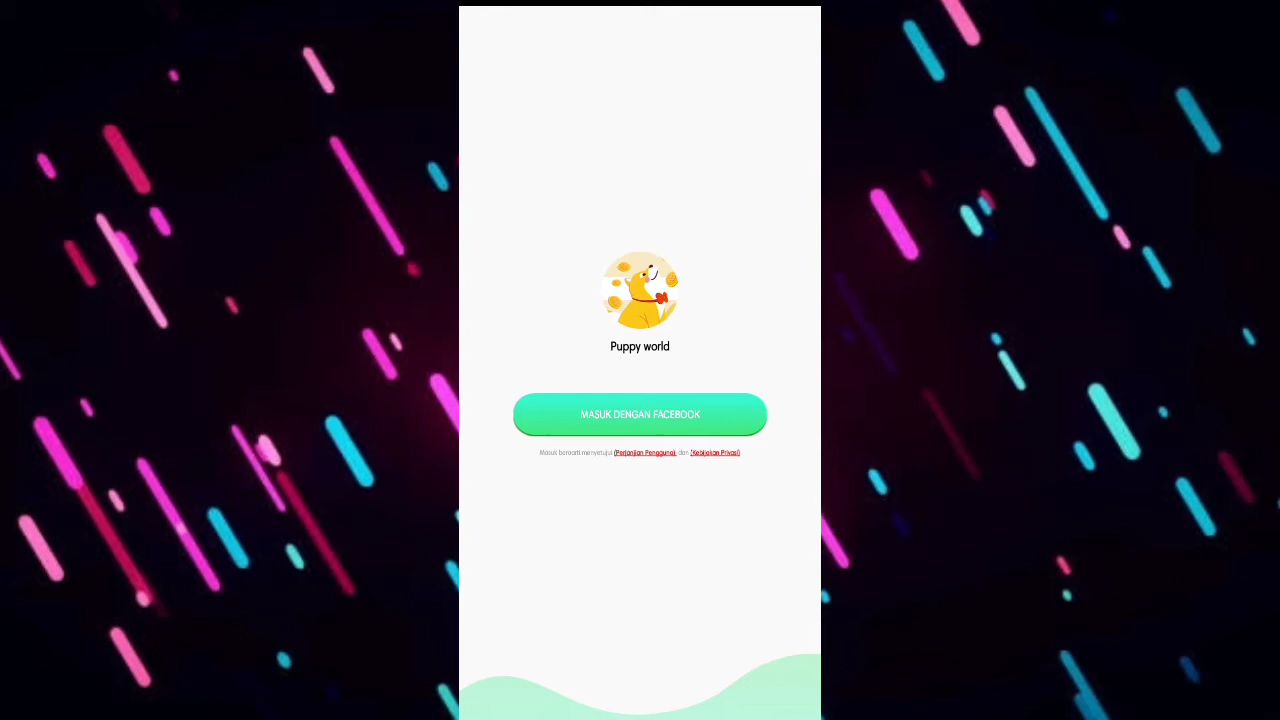 Puppy world
MASUK DENGAN FACEBOOK
Masuk berarti menyetujui (Perjanjian Pengguna), dan (Kebijakan Privasi)